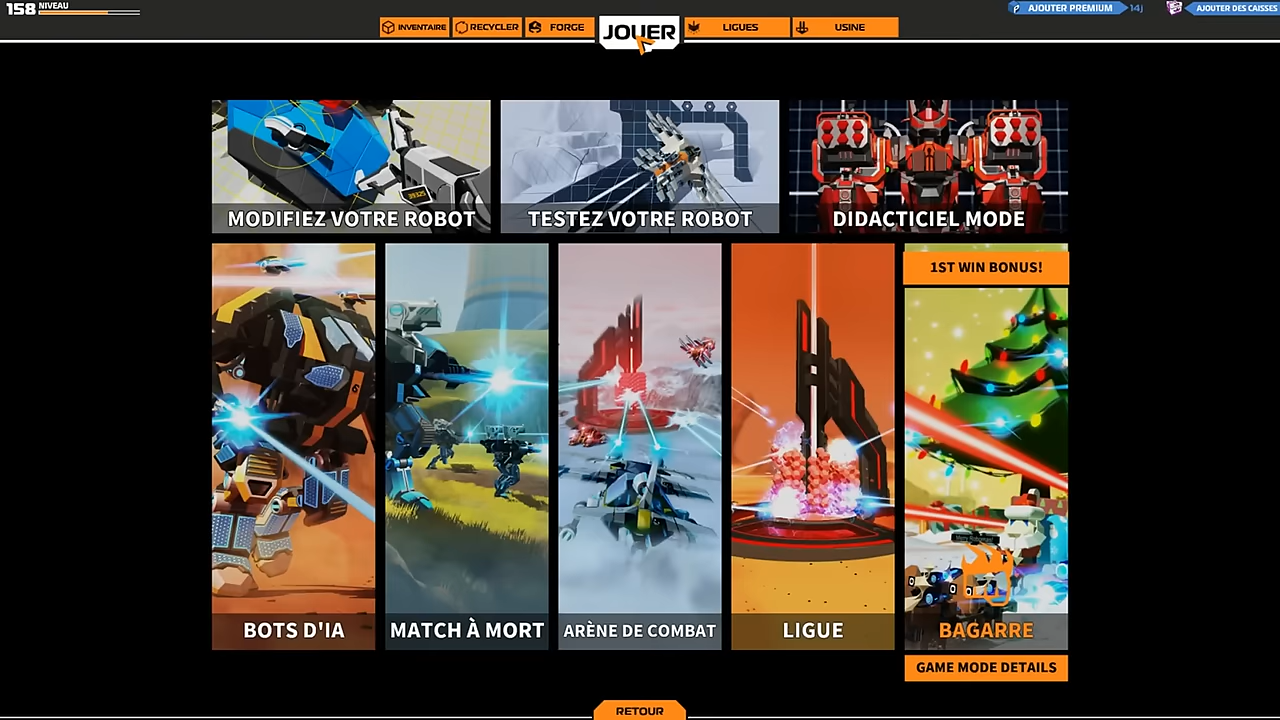 158 NIVEAU
AJOUTER PREMIUM 14j
AJOUTER DES CAISSES
INVENTAIRE
RECYCLER
FORGE
JOUER
LIGUES
USINE
MODIFIEZ VOTRE ROBOT
TESTEZ VOTRE ROBOT
DIDACTICIEL MODE
1ST WIN BONUS!
BOTS D'IA
MATCH À MORT
ARÈNE DE COMBAT
LIGUE
BAGARRE
GAME MODE DETAILS
RETOUR